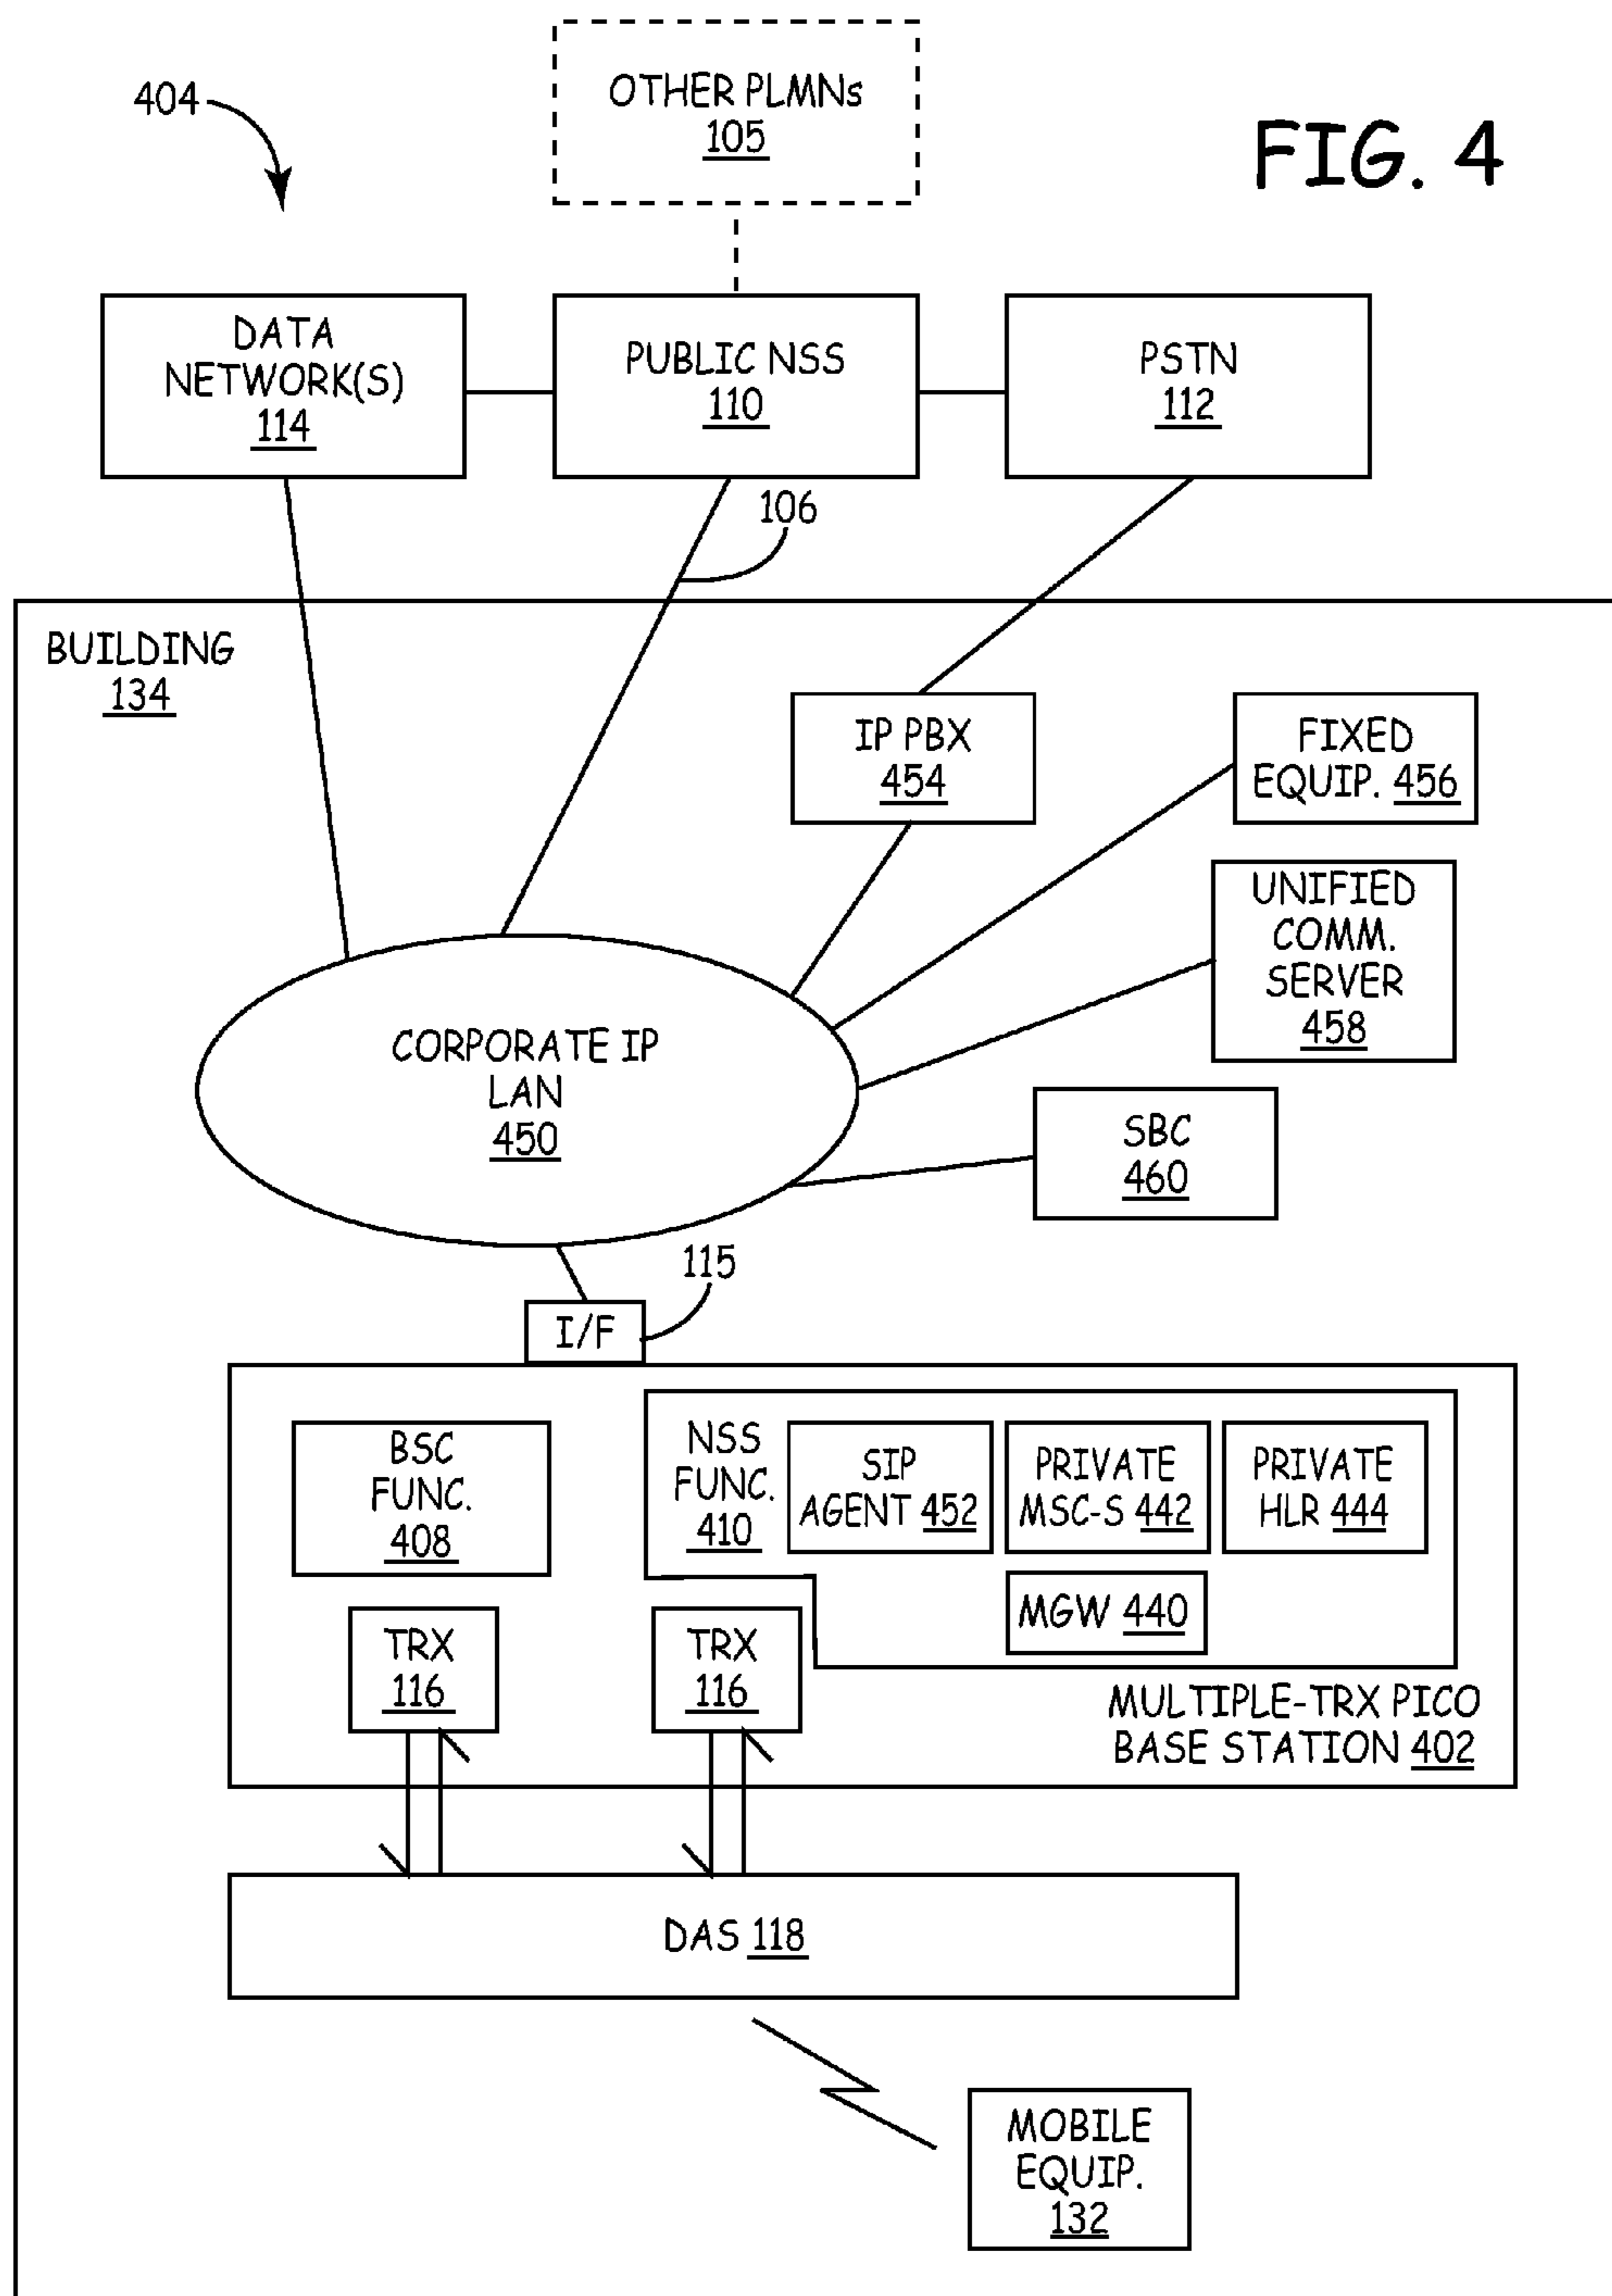 404
OTHER PLMNs
105
FIG. 4
DATA
NETWORK(S)
114
PUBLIC NSS
110
PSTN
112
106
BUILDING
134
IP PBX
454
FIXED
EQUIP. 456
UNIFIED
COMM.
SERVER
458
CORPORATE IP
LAN
450
SBC
460
115
I/F
BSC
FUNC.
408
NSS
FUNC.
410
SIP
AGENT 452
PRIVATE
MSC-S 442
PRIVATE
HLR 444
MGW 440
TRX
116
TRX
116
MULTIPLE-TRX PICO
BASE STATION 402
DAS 118
MOBILE
EQUIP.
132